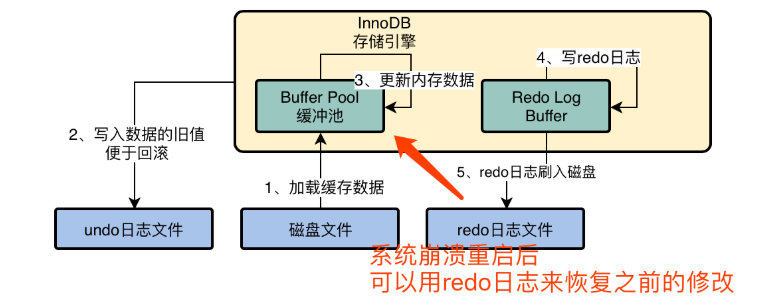 InnoDB
存储引擎
4、写redo日志
3、更新内存数据
Buffer Pool
缓冲池
Redo Log
Buffer
2、写入数据的旧值
便于回滚
1、加载缓存数据
5、redo日志刷入磁盘
undo日志文件
磁盘文件
redo日志文件
系统崩溃重启后
可以用redo日志来恢复之前的修改